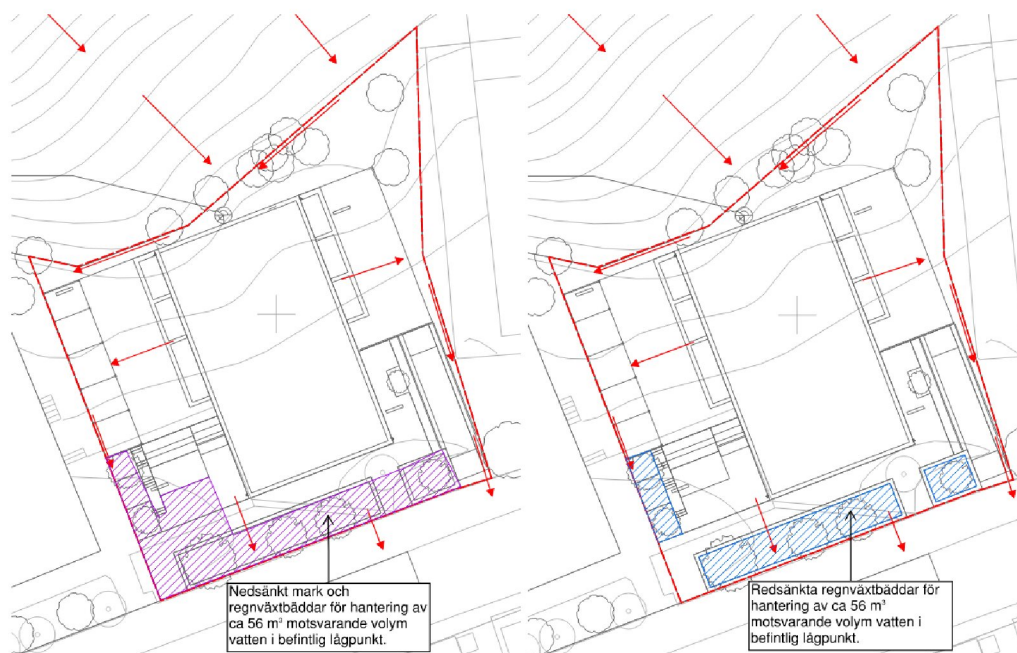 Nedsänkt mark och
regnväxtbäddar för hantering av
ca 56 m³ motsvarande volym
vatten i befintlig lågpunkt.
Redsänkta regnväxtbäddar för
hantering av ca 56 m³
motsvarande volym vatten i
befintlig lågpunkt.